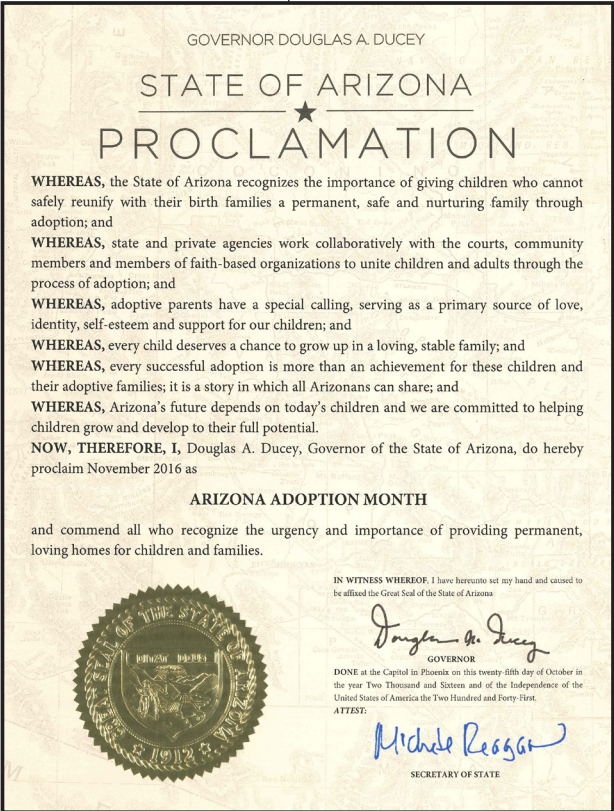 GOVERNOR DOUGLAS A. DUCEY
STATE OF ARIZONA
PROCLAMATION
COCONINO
WHEREAS, the State of Arizona recognizes the importance of giving children who cannot
safely reunify with their birth families a permanent, safe and nurturing family through
adoption; and
WHEREAS, state and private agencies work collaboratively with the courts, community
members and members of faith-based organizations to unite children and adults through the
process of adoption; and
WHEREAS, adoptive parents have a special calling, serving as a primary source of love,
identity, self-esteem and support for our children; and
WHEREAS, every child deserves a chance to grow up in a loving, stable family; and
WHEREAS, every successful adoption is more than an achievement for these children and
their adoptive families; it is a story in which all Arizonans can share; and
WHEREAS, Arizona's future depends on today's children and we are committed to helping
children grow and develop to their full potential.
NOW, THEREFORE, I, Douglas A. Ducey, Governor of the State of Arizona, do hereby
proclaim November 2016 as
ARIZONA ADOPTION MONTH
and commend all who recognize the urgency and importance of providing permanent,
loving homes for children and families.
IN WITNESS WHEREOF, I have hereunto set my hand and caused to
be affixed the Great Seal of the State of Arizona
Douglas A. Ducey
GOVERNOR
DONE at the Capitol in Phoenix on this twenty-fifth day of October in
the year Two Thousand and Sixteen and of the Independence of the
United States of America the Two Hundred and Forty-First.
ATTEST:
Michele Reagan
SECRETARY OF STATE
GREAT SEAL OF THE STATE OF ARIZONA
DITAT DEUS
1912